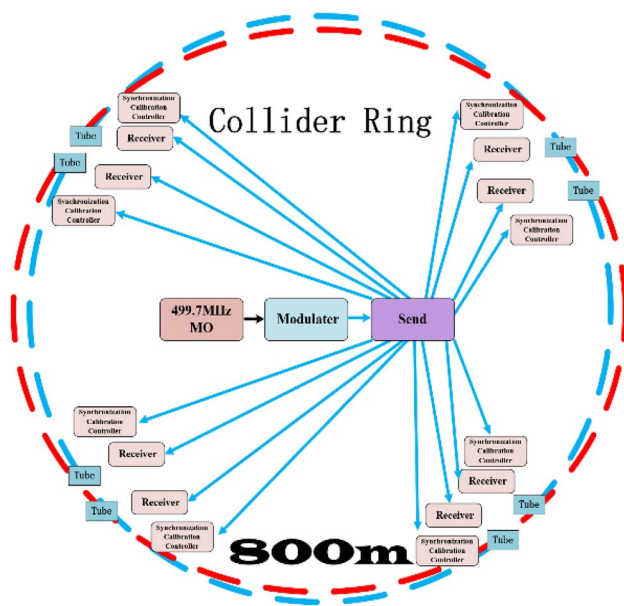 Synchronization
Calibration
Controller
Synchronization
Calibration
Controller
Collider Ring
Tube
Receiver
Receiver
Tube
Tube
Receiver
Receiver
Tube
Synchronization
Calibration
Controller
Synchronization
Calibration
Controller
499.7MHz
MO
Modulater
Send
Synchronization
Calibration
Controller
Synchronization
Calibration
Controller
Receiver
Tube
Receiver
Receiver
Tube
Tube
Receiver
Synchronization
Calibration
Controller
800m
Tube
Synchronization
Calibration
Controller